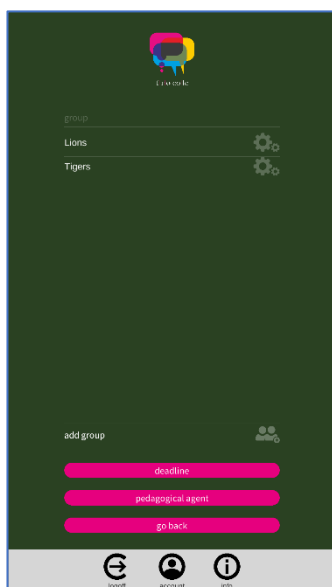 group
Lions
Tigers
add group
deadline
pedagogical agent
go back
logoff account info